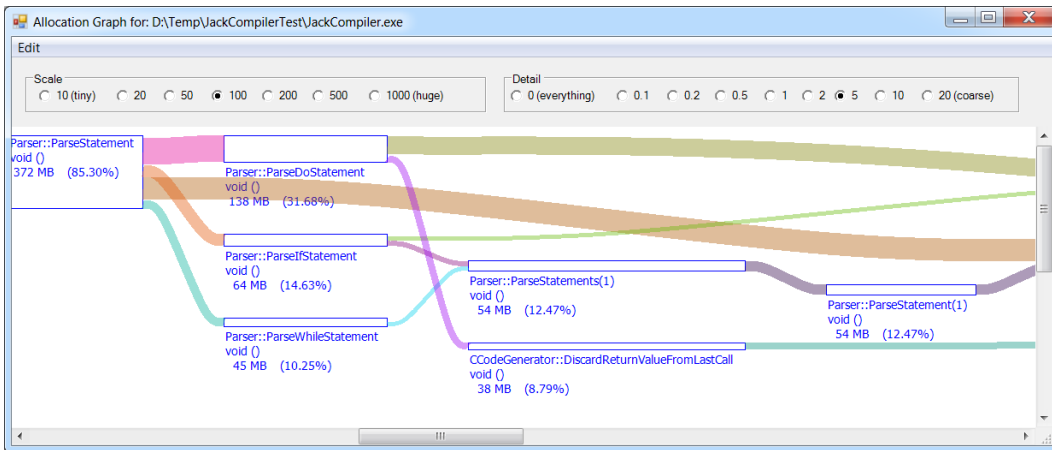 Allocation Graph for: D:\Temp\JackCompilerTest\JackCompiler.exe
Edit
Scale
10 (tiny) 20 50 100 200 500 1000 (huge)
Detail
0 (everything) 0.1 0.2 0.5 1 2 5 10 20 (coarse)
Parser::ParseStatement
void ()
372 MB (85.30%)
Parser::ParseDoStatement
void ()
138 MB (31.68%)
Parser::ParseIfStatement
void ()
64 MB (14.63%)
Parser::ParseWhileStatement
void ()
45 MB (10.25%)
Parser::ParseStatements(1)
void ()
54 MB (12.47%)
CCodeGenerator::DiscardReturnValueFromLastCall
void ()
38 MB (8.79%)
Parser::ParseStatement(1)
void ()
54 MB (12.47%)